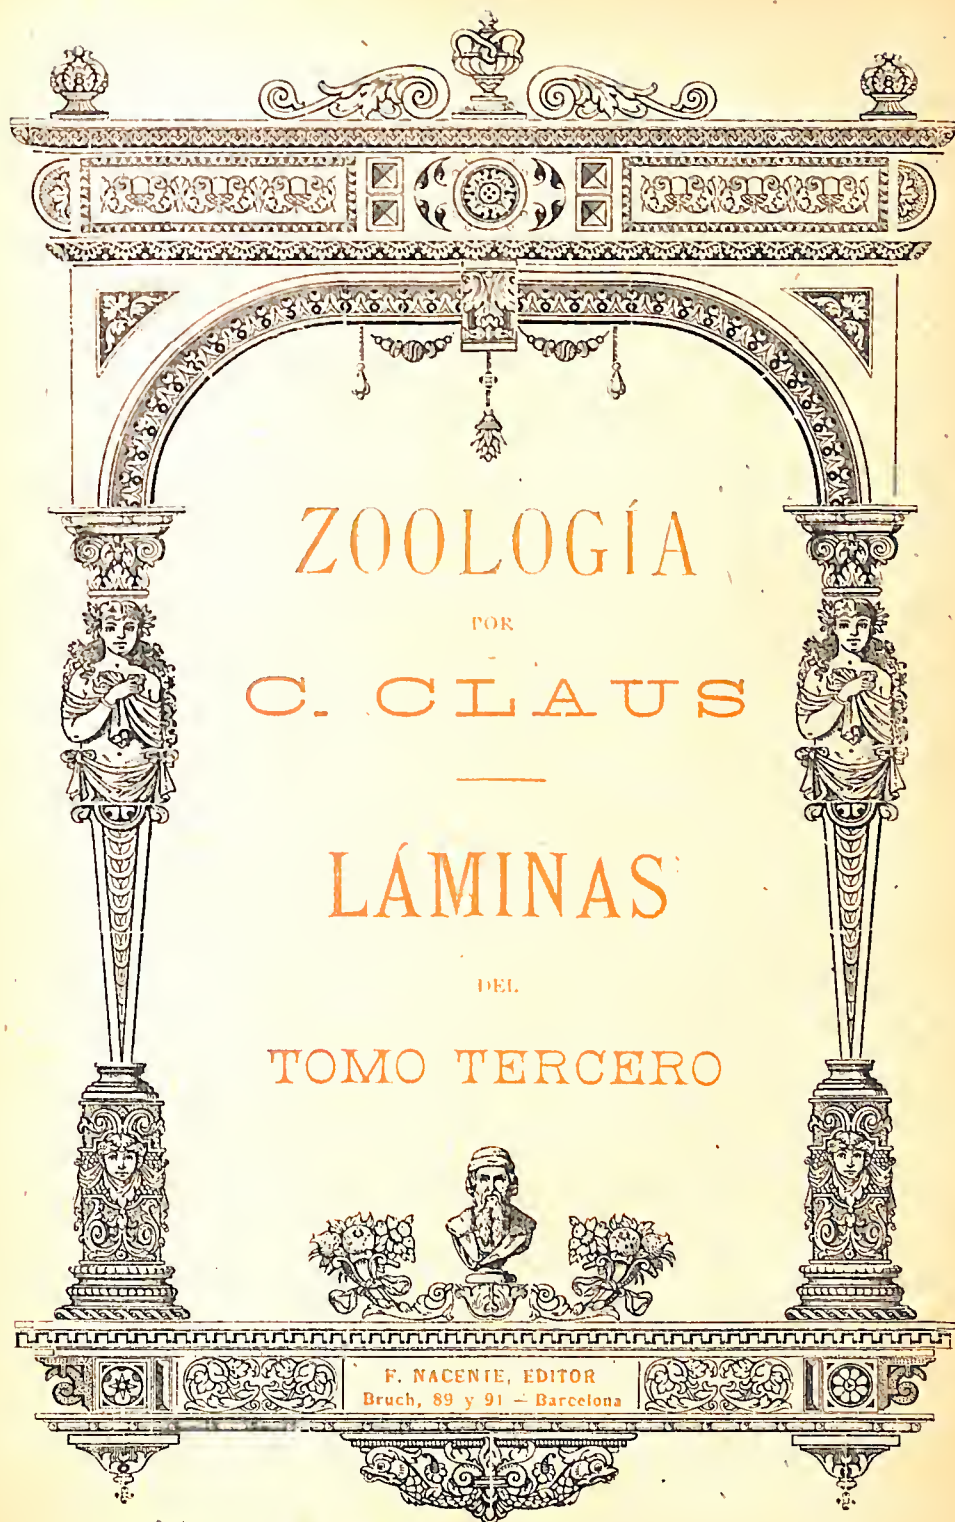 ZOOLOGÍA
POR
C. CLAUS
LÁMINAS
DEL
TOMO TERCERO
F. NACENTE, EDITOR
Bruch, 89 y 91 – Barcelona